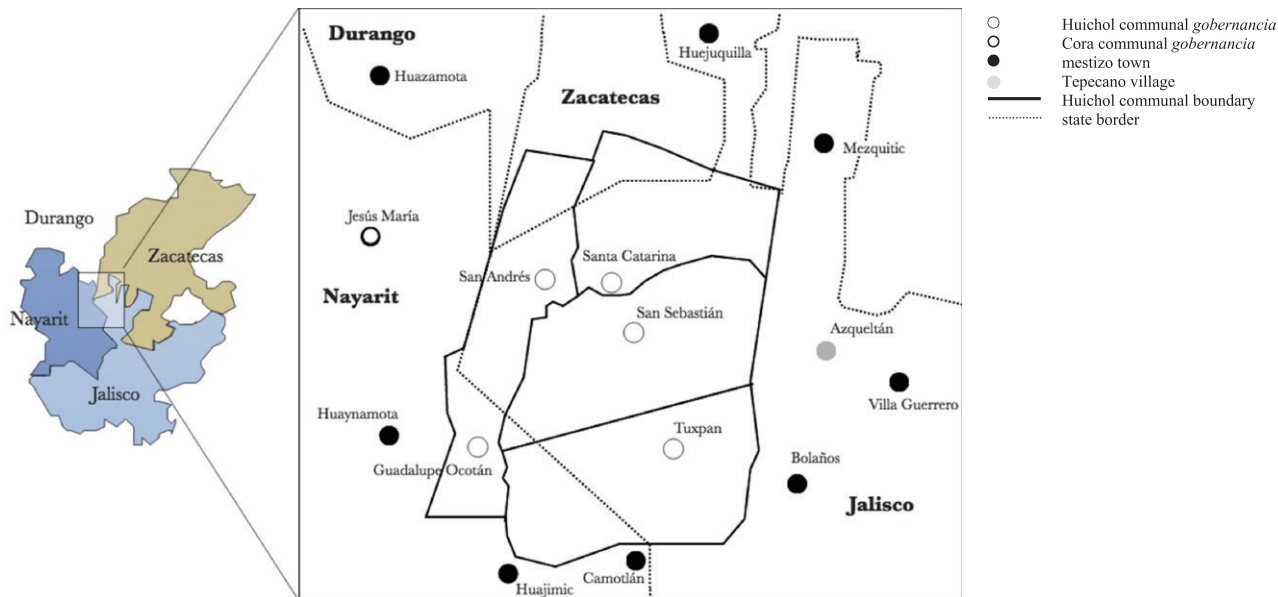 Durango
Huazamota
Huejuquilla
Zacatecas
Mezquitic
Jesús María
Santa Catarina
San Andrés
Nayarit
San Sebastián
Azqueltán
Villa Guerrero
Huaynamota
Tuxpan
Guadalupe Ocotán
Bolaños
Jalisco
Camotlán
Huajimic
Durango
Zacatecas
Nayarit
Jalisco
Huichol communal gobernancia
Cora communal gobernancia
mestizo town
Tepecano village
Huichol communal boundary
state border